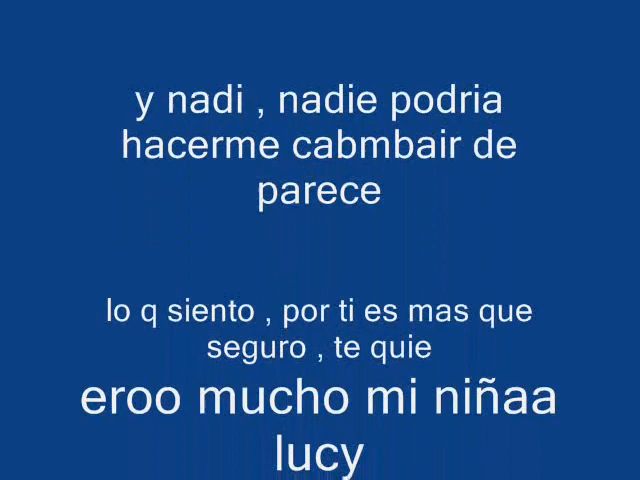 y nadi , nadie podria
hacerme cabmbair de
parece
lo q siento , por ti es mas que
seguro , te quie
eroo mucho mi niñaa
lucy